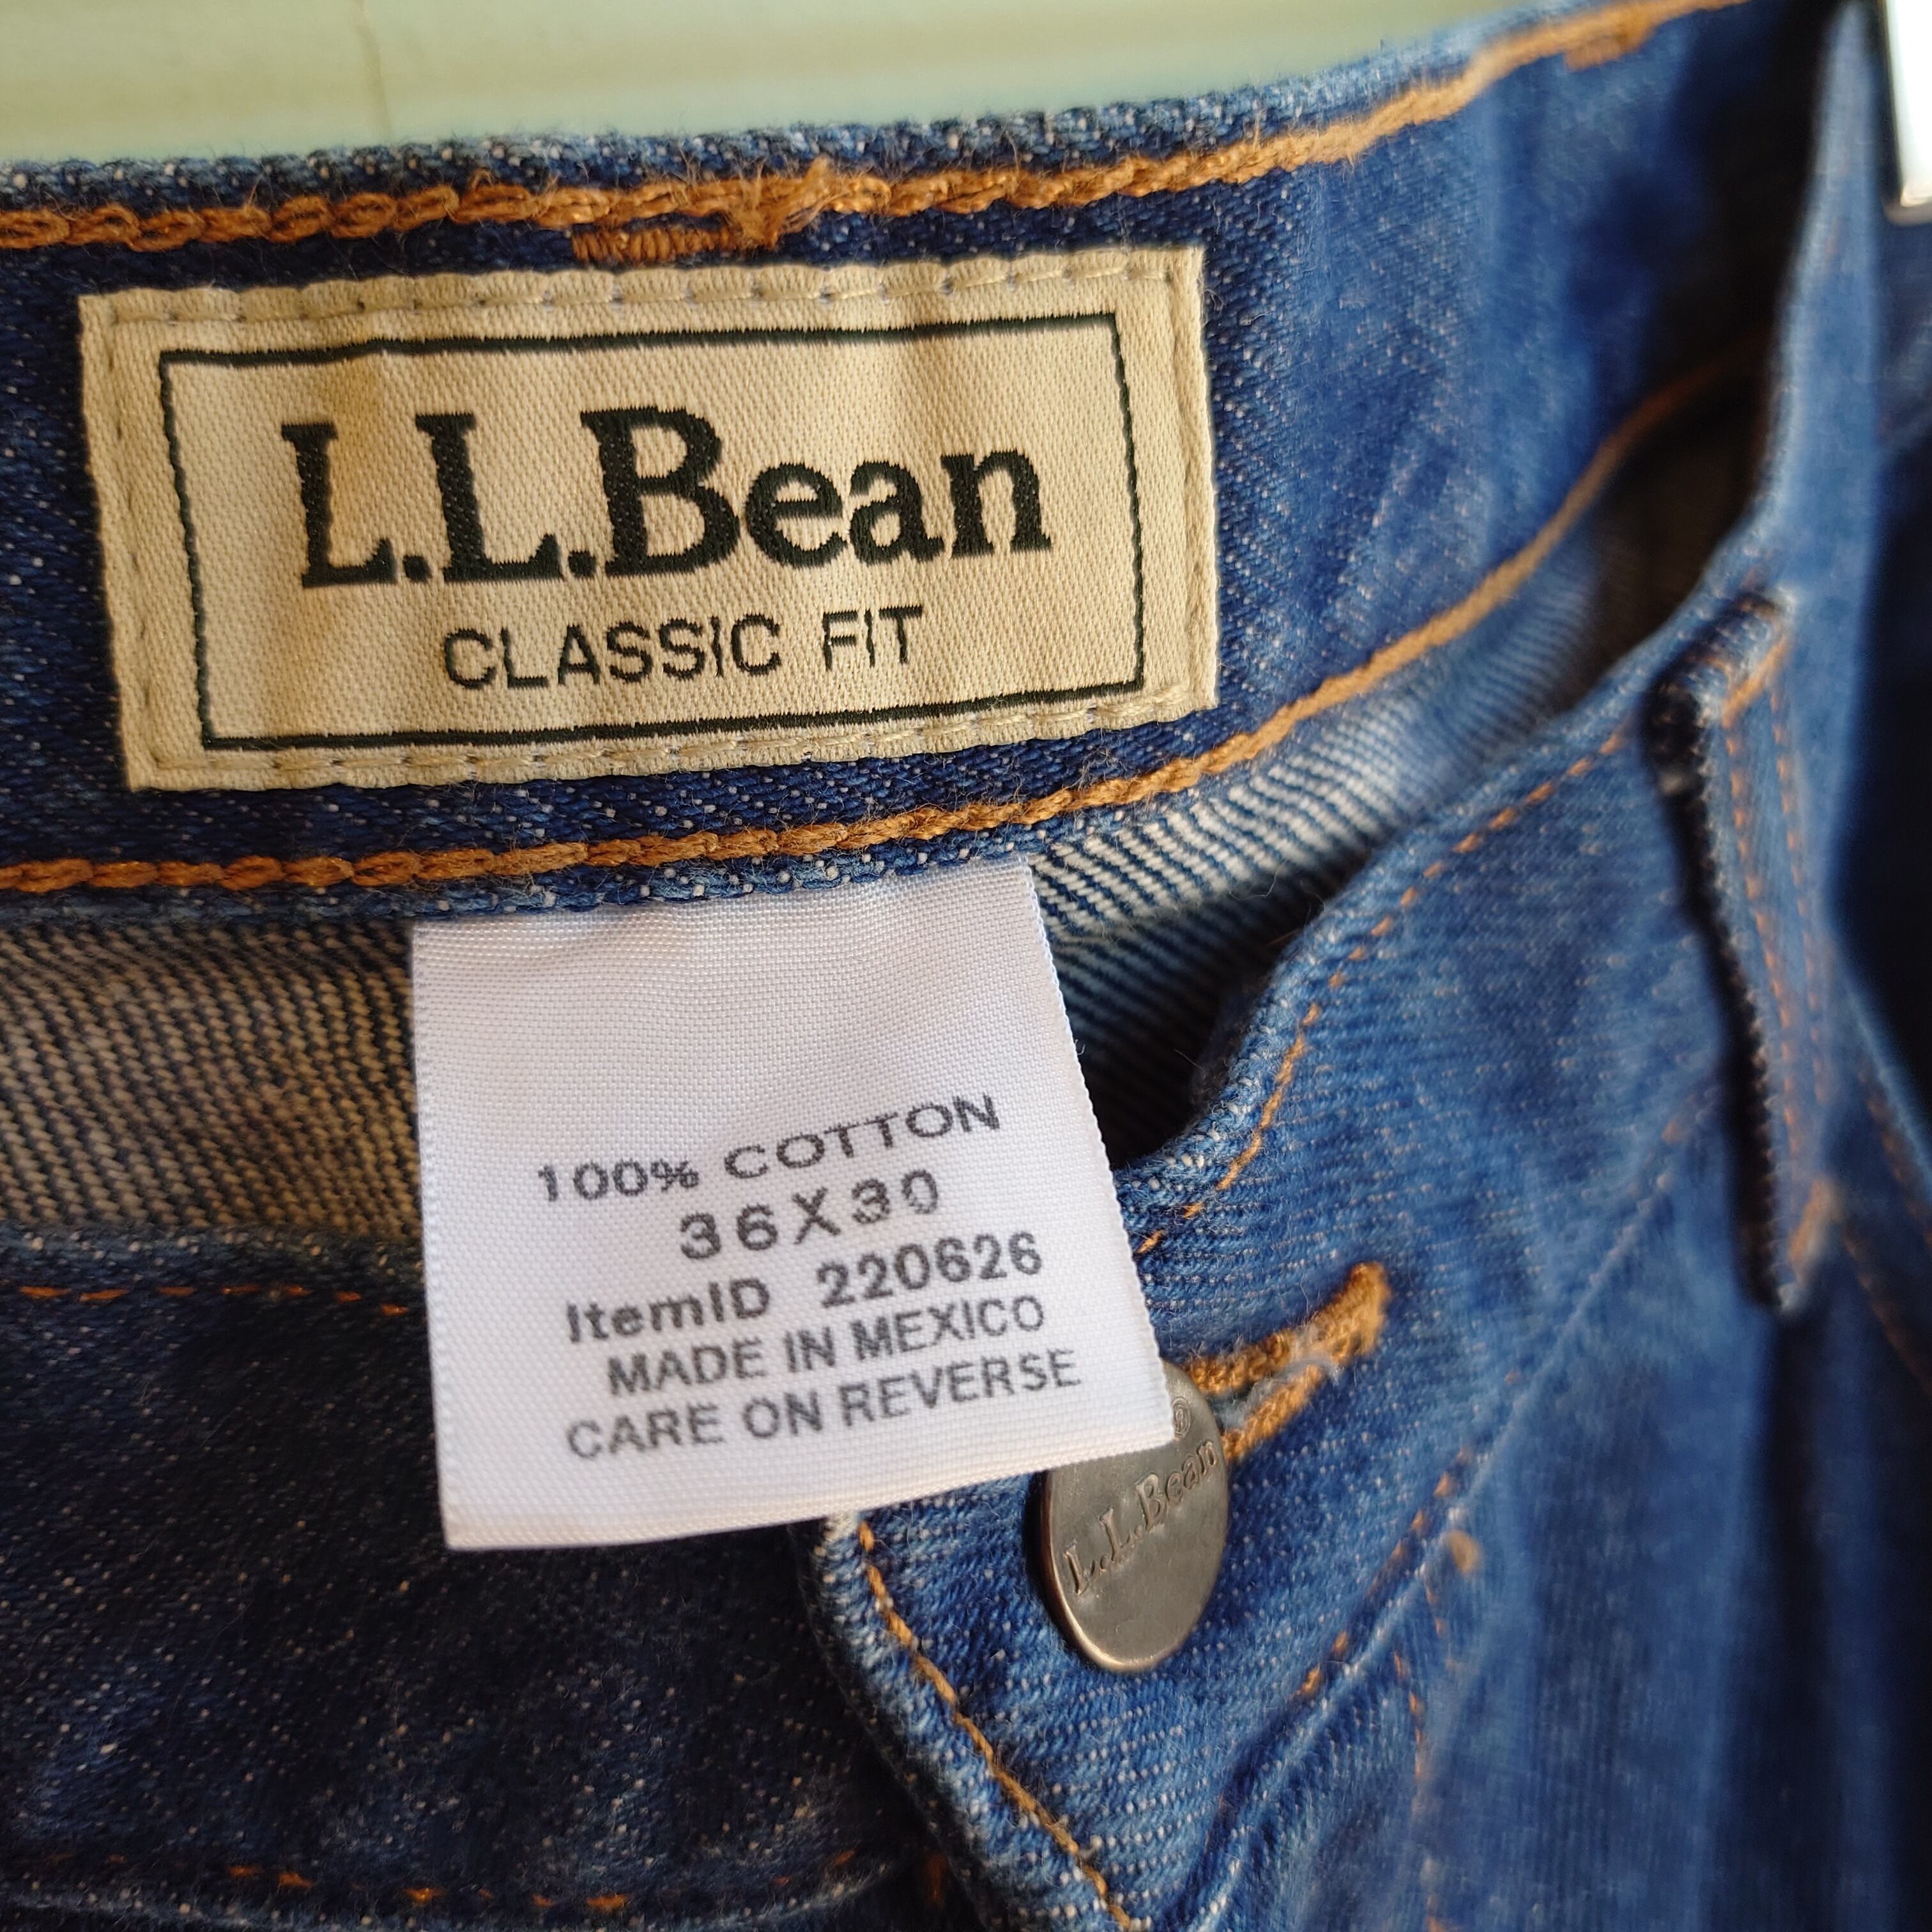 L.L.Bean
CLASSIC FIT
100% COTTON
36X30
ItemID 220626
MADE IN MEXICO
CARE ON REVERSE
L.L.Bean®